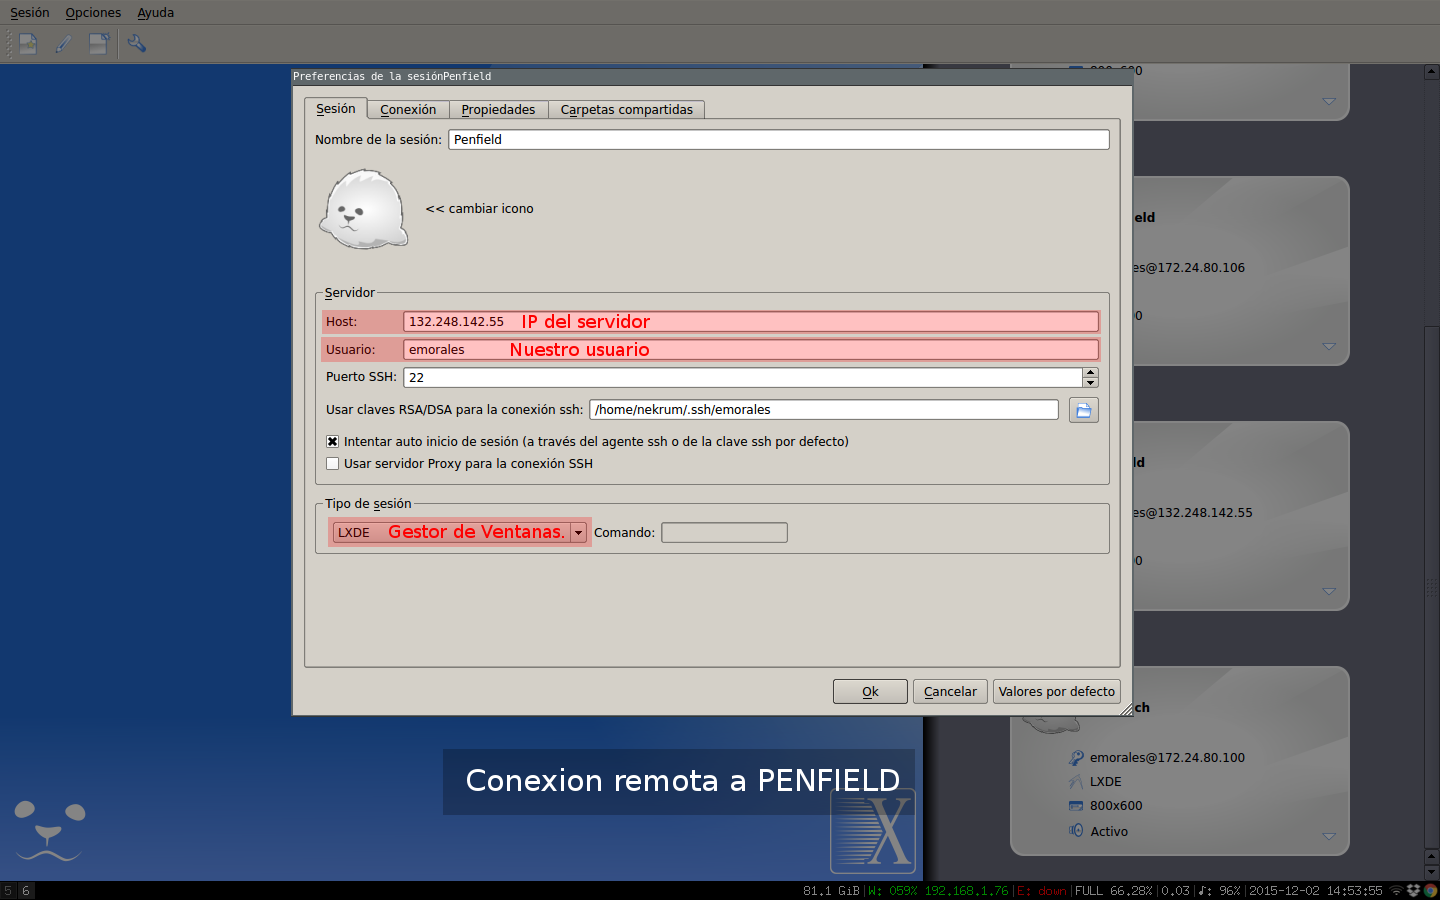 Sesión Opciones Ayuda
Preferencias de la sesiónPenfield
Sesión Conexión Propiedades Carpetas compartidas
Nombre de la sesión: Penfield
<< cambiar icono
Servidor
Host: 132.248.142.55 IP del servidor
Usuario: emorales Nuestro usuario
Puerto SSH: 22
Usar claves RSA/DSA para la conexión ssh: /home/nekrum/.ssh/emorales
Intentar auto inicio de sesión (a través del agente ssh o de la clave ssh por defecto)
Usar servidor Proxy para la conexión SSH
Tipo de sesión
LXDE Gestor de Ventanas. Comando:
Ok Cancelar Valores por defecto
eld
es@172.24.80.106
0
ld
es@132.248.142.55
0
ch
emorales@172.24.80.100
LXDE
800x600
Activo
Conexion remota a PENFIELD
X
5 6 81.1 GiB|W: 059% 192.168.1.76|E: down|FULL 66.28%|0.03|♪: 96%|2015-12-02 14:53:55